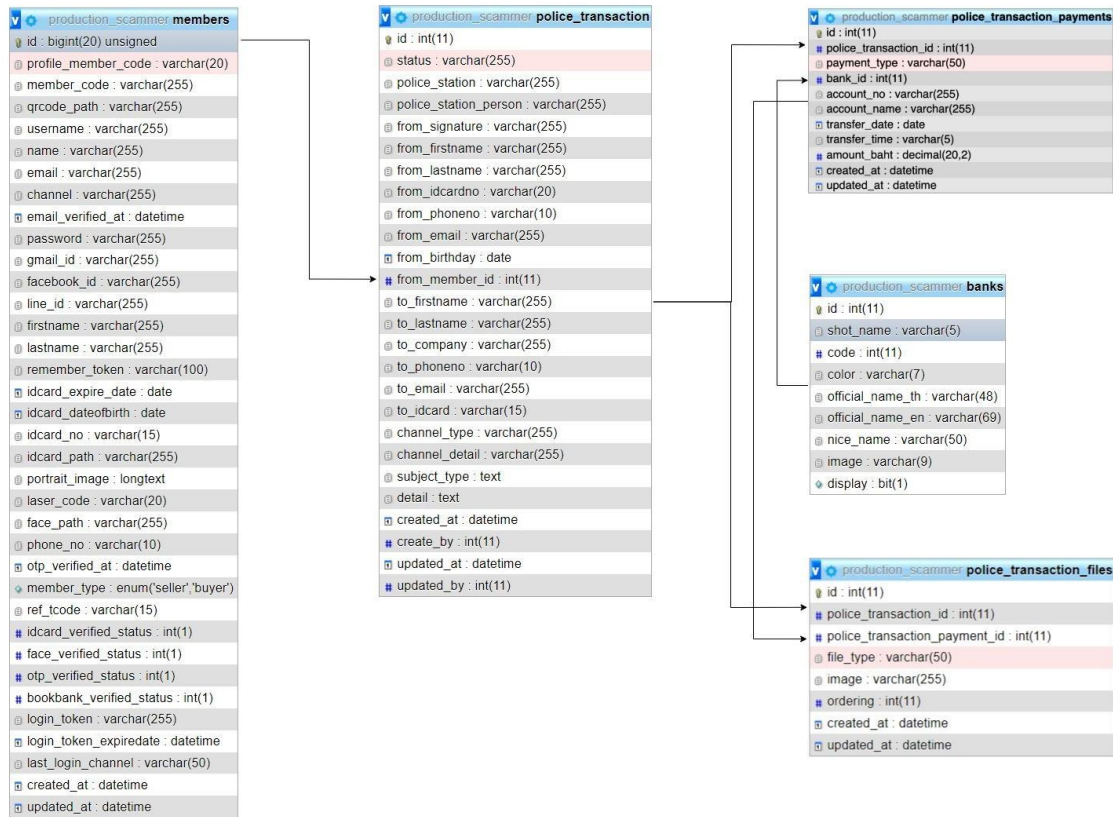 production_scammer members
id : bigint(20) unsigned
profile_member_code : varchar(20)
member_code : varchar(255)
qrcode_path : varchar(255)
username : varchar(255)
name : varchar(255)
email : varchar(255)
channel : varchar(255)
email_verified_at : datetime
password : varchar(255)
gmail_id : varchar(255)
facebook_id : varchar(255)
line_id : varchar(255)
firstname : varchar(255)
lastname : varchar(255)
remember_token : varchar(100)
idcard_expire_date : date
idcard_dateofbirth : date
idcard_no : varchar(15)
idcard_path : varchar(255)
portrait_image : longtext
laser_code : varchar(20)
face_path : varchar(255)
phone_no : varchar(10)
otp_verified_at : datetime
member_type : enum('seller','buyer')
ref_tcode : varchar(15)
idcard_verified_status : int(1)
face_verified_status : int(1)
otp_verified_status : int(1)
bookbank_verified_status : int(1)
login_token : varchar(255)
login_token_expiredate : datetime
last_login_channel : varchar(50)
created_at : datetime
updated_at : datetime
production_scammer police_transaction
id : int(11)
status : varchar(255)
police_station : varchar(255)
police_station_person : varchar(255)
from_signature : varchar(255)
from_firstname : varchar(255)
from_lastname : varchar(255)
from_idcardno : varchar(20)
from_phoneno : varchar(10)
from_email : varchar(255)
from_birthday : date
from_member_id : int(11)
to_firstname : varchar(255)
to_lastname : varchar(255)
to_company : varchar(255)
to_phoneno : varchar(10)
to_email : varchar(255)
to_idcard : varchar(15)
channel_type : varchar(255)
channel_detail : varchar(255)
subject_type : text
detail : text
created_at : datetime
create_by : int(11)
updated_at : datetime
updated_by : int(11)
production_scammer police_transaction_payments
id : int(11)
police_transaction_id : int(11)
payment_type : varchar(50)
bank_id : int(11)
account_no : varchar(255)
account_name : varchar(255)
transfer_date : date
transfer_time : varchar(5)
amount_baht : decimal(20,2)
created_at : datetime
updated_at : datetime
production_scammer banks
id : int(11)
shot_name : varchar(5)
code : int(11)
color : varchar(7)
official_name_th : varchar(48)
official_name_en : varchar(69)
nice_name : varchar(50)
image : varchar(9)
display : bit(1)
production_scammer police_transaction_files
id : int(11)
police_transaction_id : int(11)
police_transaction_payment_id : int(11)
file_type : varchar(50)
image : varchar(255)
ordering : int(11)
created_at : datetime
updated_at : datetime